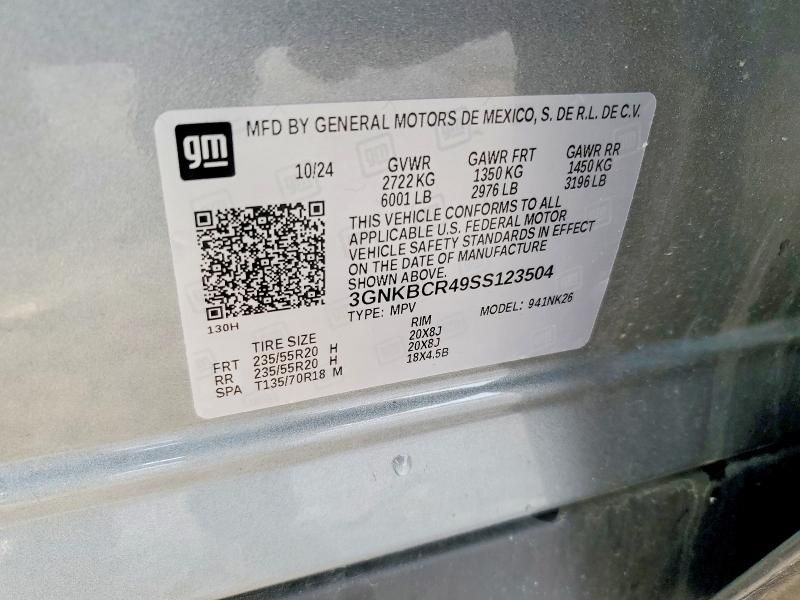 gm
MFD BY GENERAL MOTORS DE MEXICO, S. DE R.L. DE C.V.
10/24 GVWR GAWR FRT GAWR RR
2722 KG 1350 KG 1450 KG
6001 LB 2976 LB 3196 LB
THIS VEHICLE CONFORMS TO ALL
APPLICABLE U.S. FEDERAL MOTOR
VEHICLE SAFETY STANDARDS IN EFFECT
ON THE DATE OF MANUFACTURE
SHOWN ABOVE.
3GNKBCR49SS123504
TYPE: MPV MODEL: 941NK26
130H
TIRE SIZE RIM
FRT 235/55R20 H 20X8J
RR 235/55R20 H 20X8J
SPA T135/70R18 M 18X4.5B